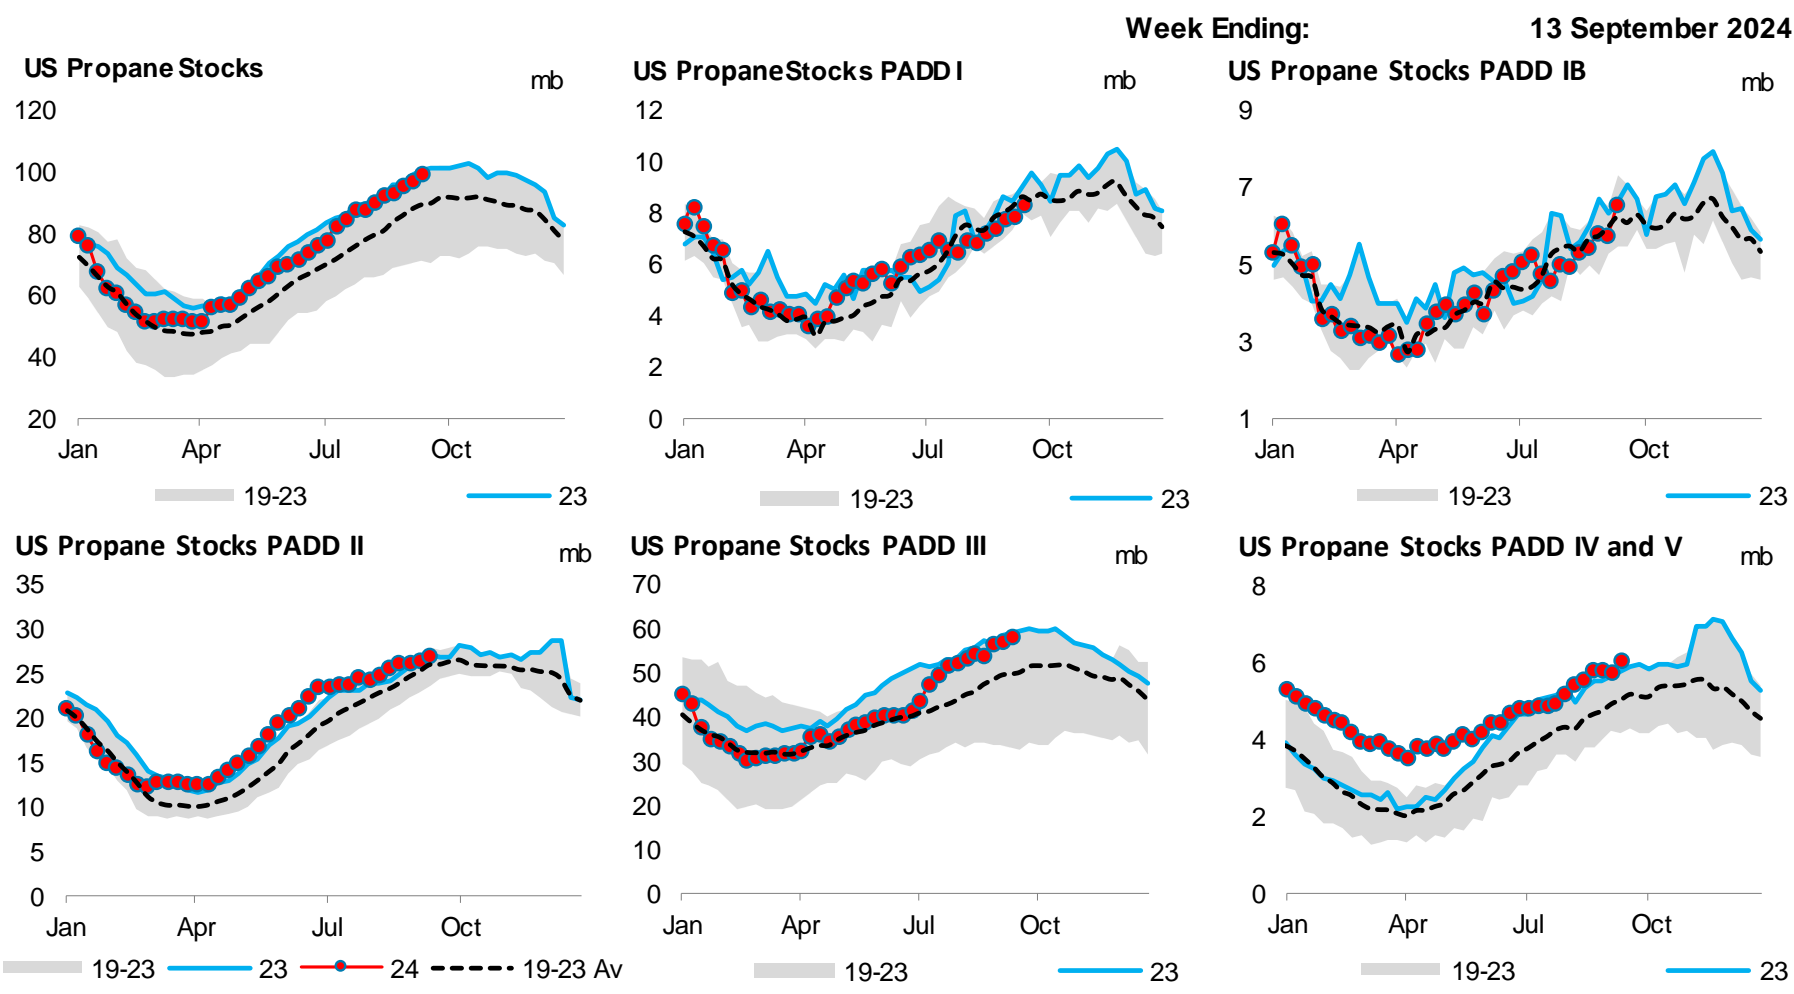 Week Ending: 13 September 2024
US Propane Stocks
mb
120
100
80
60
40
20
Jan Apr Jul Oct
19-23 23
US Propane Stocks PADD I
mb
12
10
8
6
4
2
0
Jan Apr Jul Oct
19-23 23
US Propane Stocks PADD IB
mb
9
7
5
3
1
Jan Apr Jul Oct
19-23 23
US Propane Stocks PADD II
mb
35
30
25
20
15
10
5
0
Jan Apr Jul Oct
19-23 23 24 19-23 Av
US Propane Stocks PADD III
mb
70
60
50
40
30
20
10
0
Jan Apr Jul Oct
19-23 23
US Propane Stocks PADD IV and V
mb
8
6
4
2
0
Jan Apr Jul Oct
19-23 23